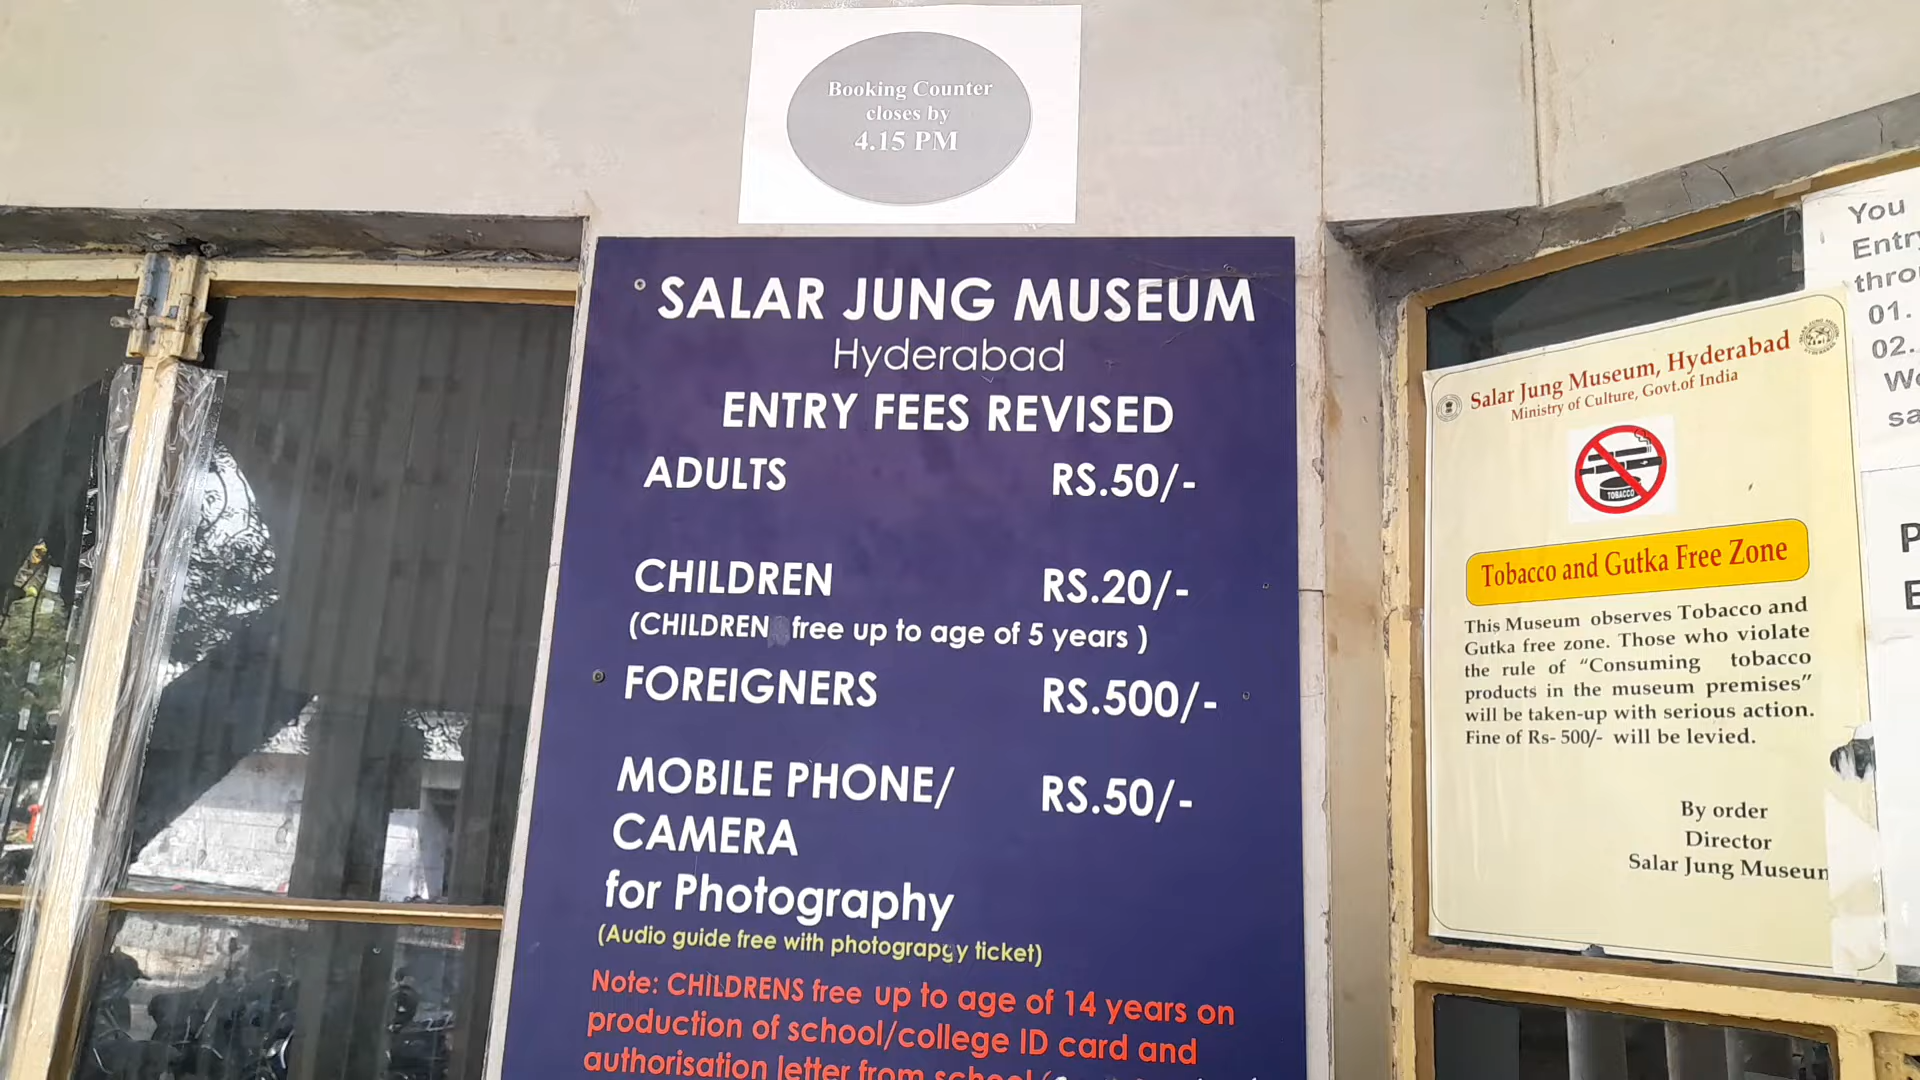 Booking Counter
closes by
4.15 PM
SALAR JUNG MUSEUM
Hyderabad
ENTRY FEES REVISED
ADULTS RS.50/-
CHILDREN RS.20/-
(CHILDREN free up to age of 5 years )
FOREIGNERS RS.500/-
MOBILE PHONE/ RS.50/-
CAMERA
for Photography
(Audio guide free with photograpgy ticket)
Note: CHILDRENS free up to age of 14 years on
production of school/college ID card and
authorisation letter from school
Salar Jung Museum, Hyderabad
Ministry of Culture, Govt.of India
TOBACCO
Tobacco and Gutka Free Zone
This Museum observes Tobacco and
Gutka free zone. Those who violate
the rule of "Consuming tobacco
products in the museum premises"
will be taken-up with serious action.
Fine of Rs- 500/- will be levied.
By order
Director
Salar Jung
You
01.
02.